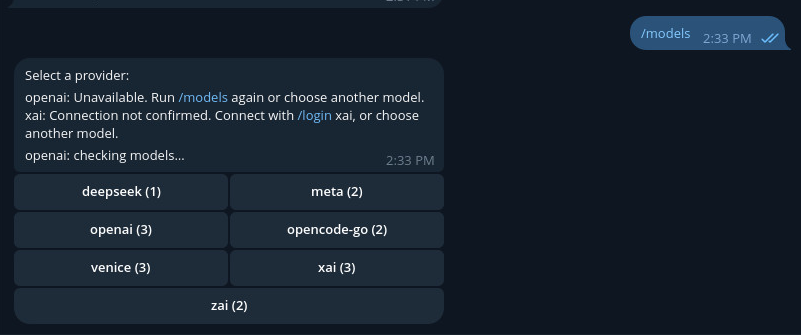 /models 2:33 PM
Select a provider:
openai: Unavailable. Run /models again or choose another model.
xai: Connection not confirmed. Connect with /login xai, or choose
another model.
openai: checking models...
2:33 PM
deepseek (1)
meta (2)
openai (3)
opencode-go (2)
venice (3)
xai (3)
zai (2)